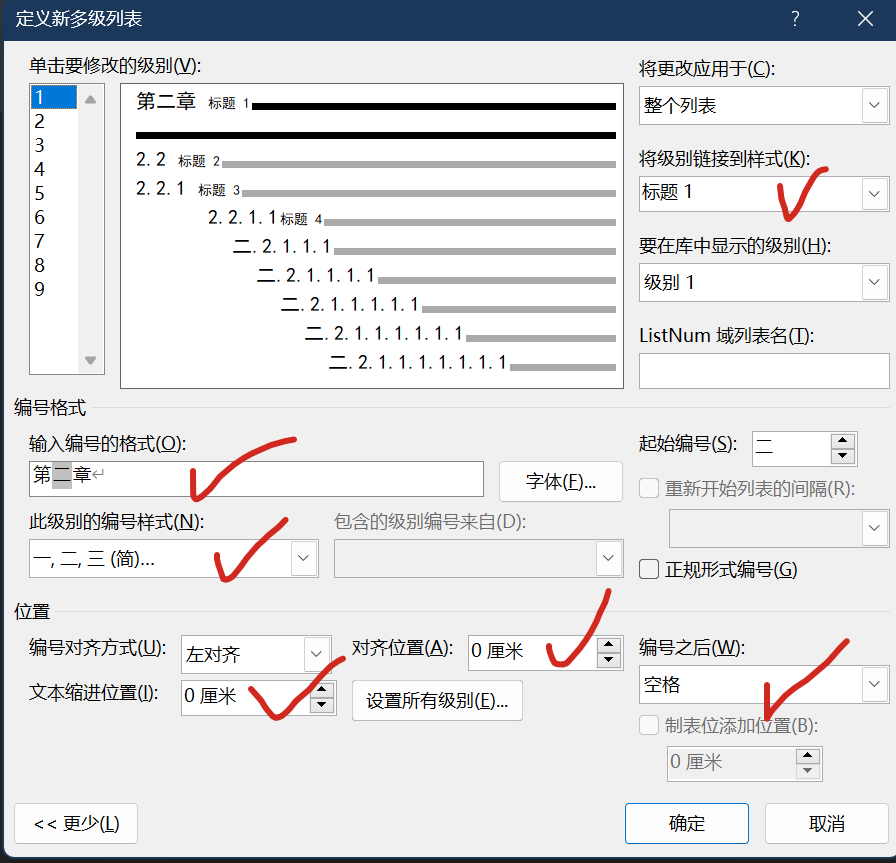 定义新多级列表 ? ×
单击要修改的级别(V):
1
2
3
4
5
6
7
8
9
第二章 标题 1
2.2 标题 2
2.2.1 标题 3
2.2.1.1标题 4
二.2.1.1.1
二.2.1.1.1.1
二.2.1.1.1.1.1
二.2.1.1.1.1.1.1
二.2.1.1.1.1.1.1.1
将更改应用于(C):
整个列表
将级别链接到样式(K):
标题 1
要在库中显示的级别(H):
级别 1
ListNum 域列表名(T):
编号格式
输入编号的格式(O):
第二章↵
字体(F)...
起始编号(S): 二
重新开始列表的间隔(R):
此级别的编号样式(N):
一, 二, 三 (简)...
包含的级别编号来自(D):
正规形式编号(G)
位置
编号对齐方式(U): 左对齐
对齐位置(A): 0 厘米
文本缩进位置(I): 0 厘米
设置所有级别(E)...
编号之后(W):
空格
制表位添加位置(B):
0 厘米
<< 更少(L)
确定
取消